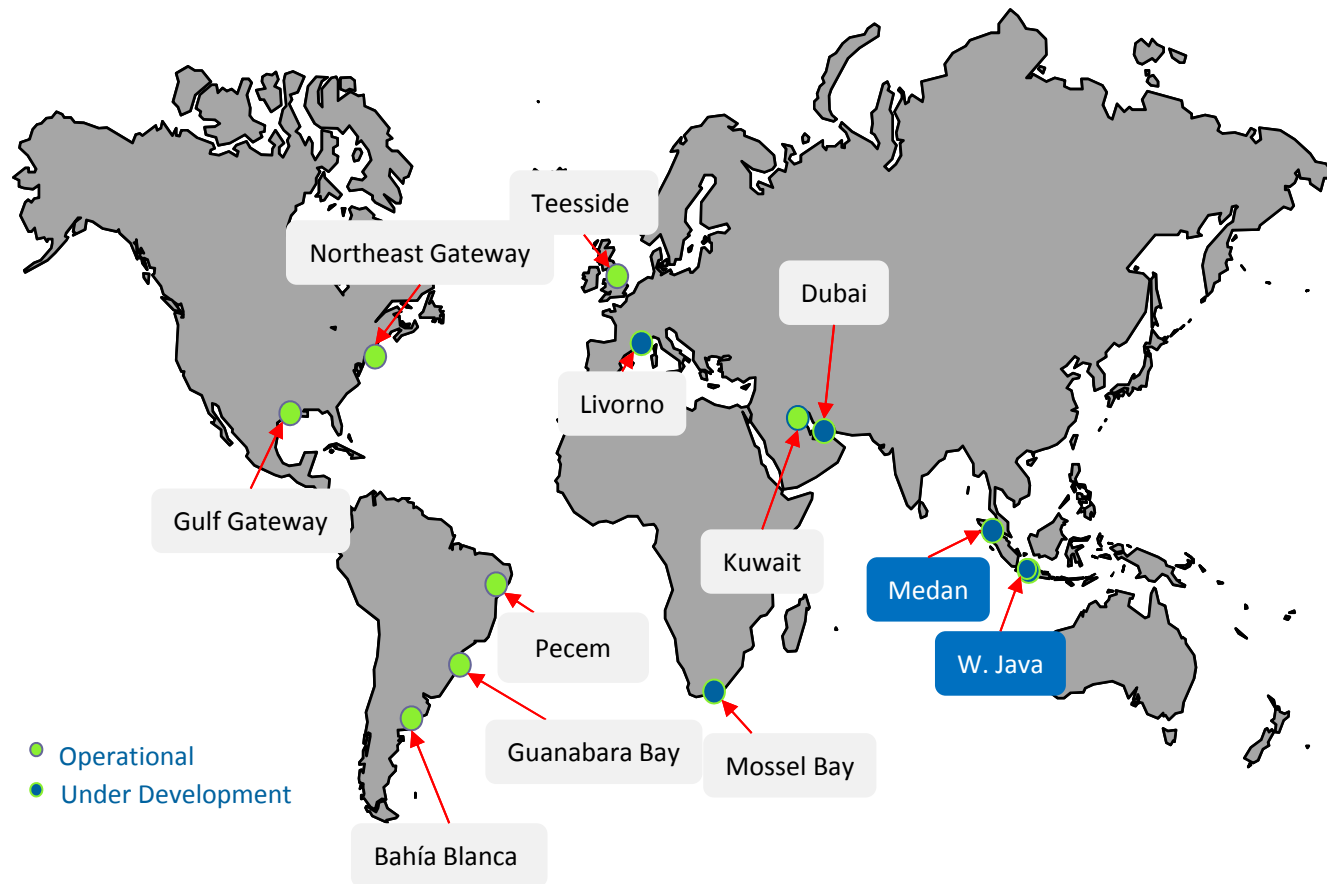 Teesside
Northeast Gateway
Dubai
Livorno
Gulf Gateway
Kuwait
Medan
Pecem
W. Java
Guanabara Bay
Mossel Bay
Operational
Under Development
Bahía Blanca